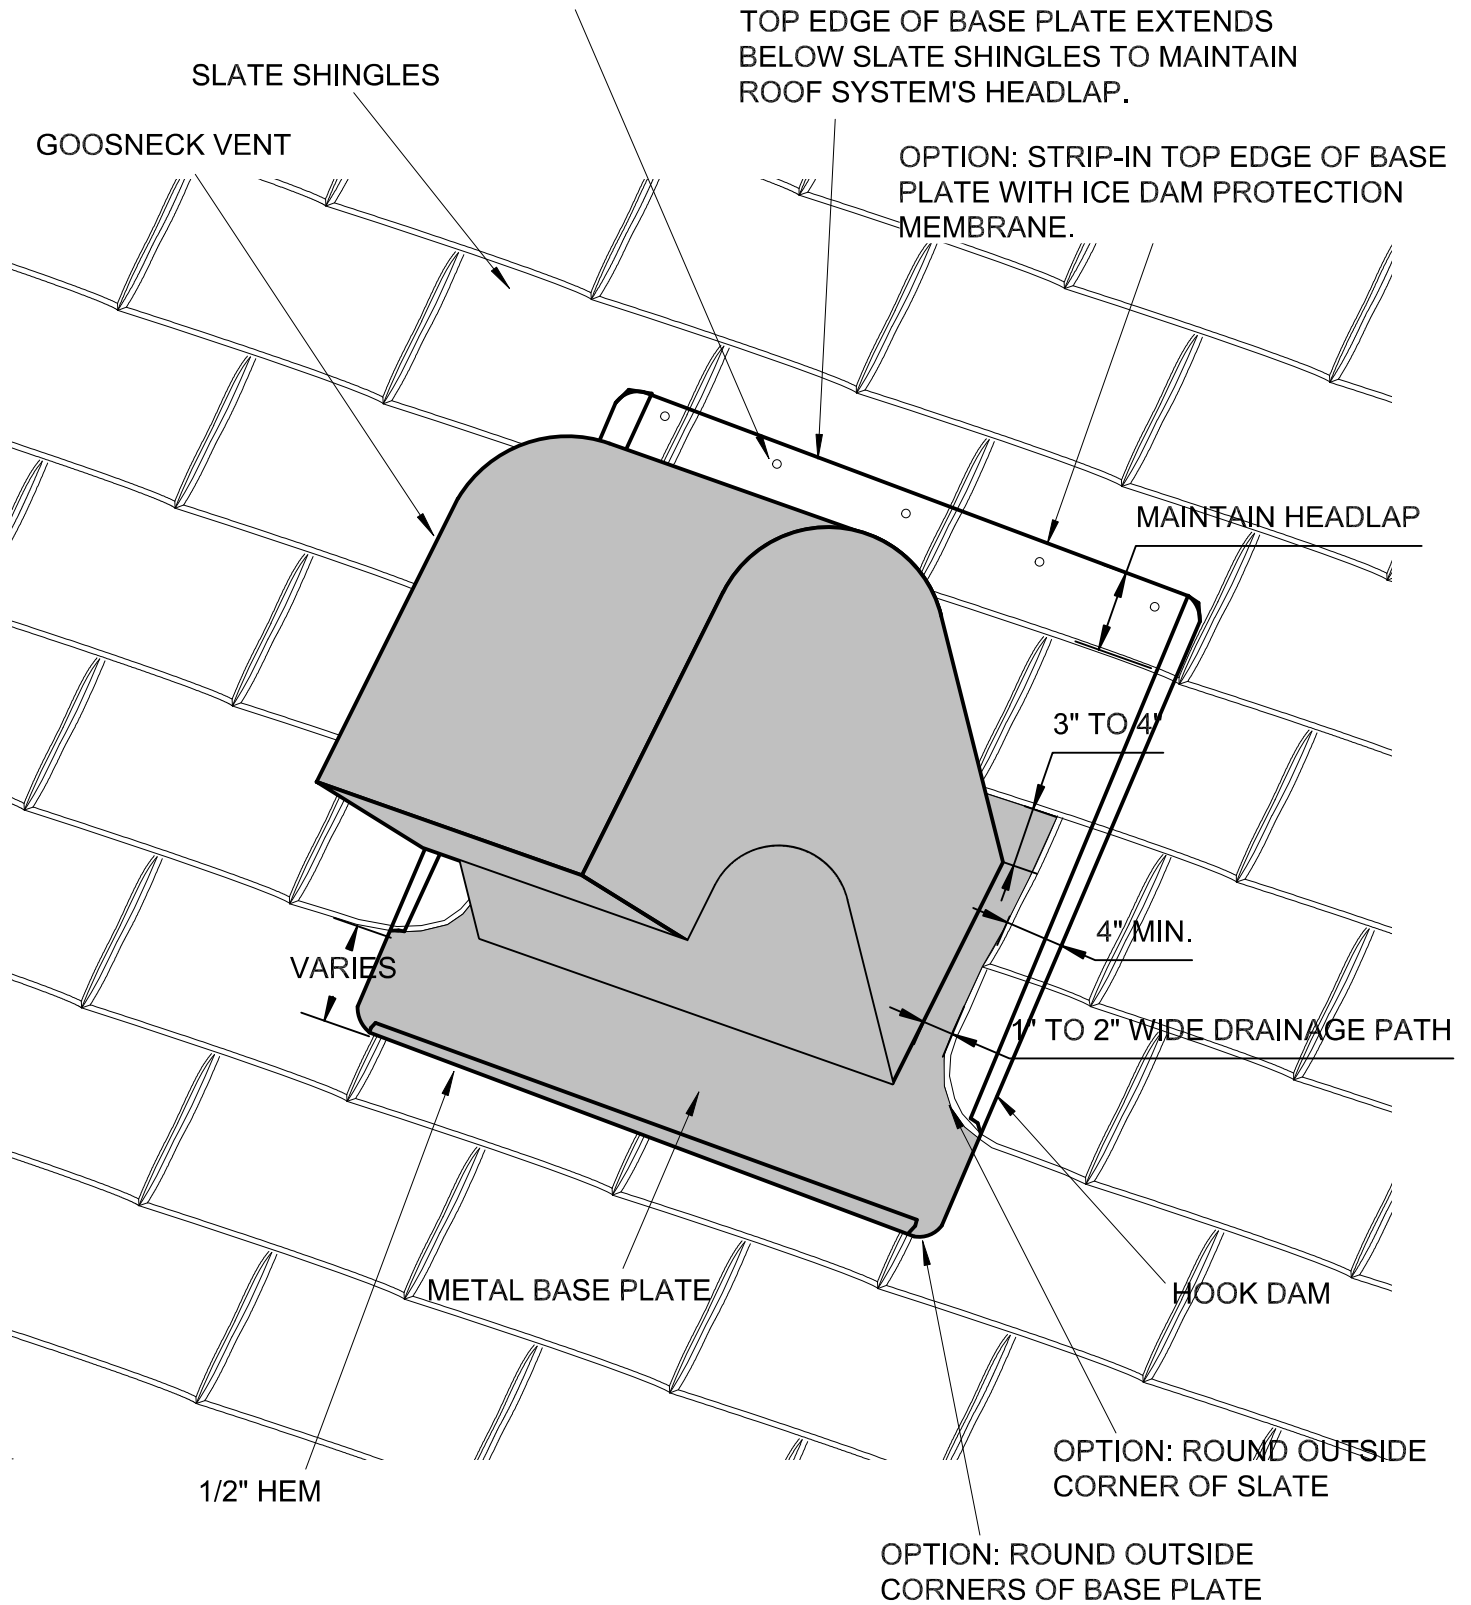 TOP EDGE OF BASE PLATE EXTENDS
BELOW SLATE SHINGLES TO MAINTAIN
ROOF SYSTEM'S HEADLAP.
SLATE SHINGLES
GOOSNECK VENT
OPTION: STRIP-IN TOP EDGE OF BASE
PLATE WITH ICE DAM PROTECTION
MEMBRANE.
MAINTAIN HEADLAP
3" TO 4"
4" MIN.
VARIES
1" TO 2" WIDE DRAINAGE PATH
METAL BASE PLATE
HOOK DAM
OPTION: ROUND OUTSIDE
CORNER OF SLATE
1/2" HEM
OPTION: ROUND OUTSIDE
CORNERS OF BASE PLATE